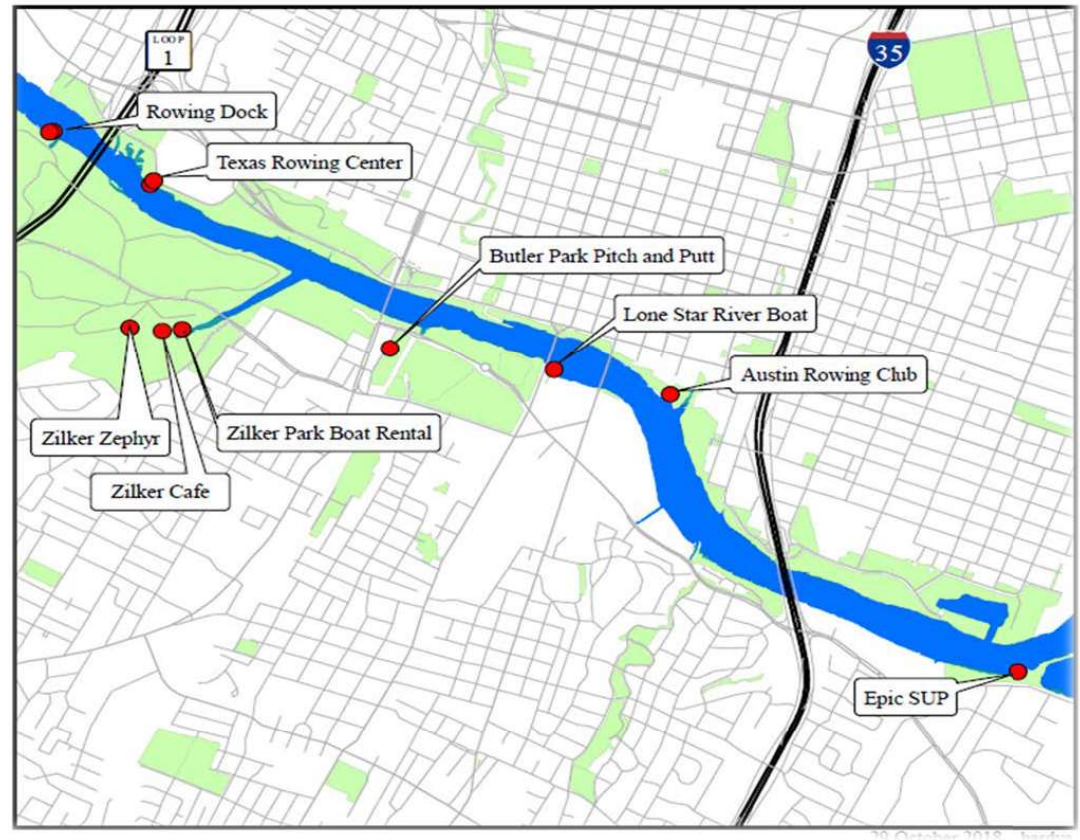 LOOP
1
35
Rowing Dock
Texas Rowing Center
Butler Park Pitch and Putt
Lone Star River Boat
Austin Rowing Club
Zilker Zephyr
Zilker Park Boat Rental
Zilker Cafe
Epic SUP
29 October 2018